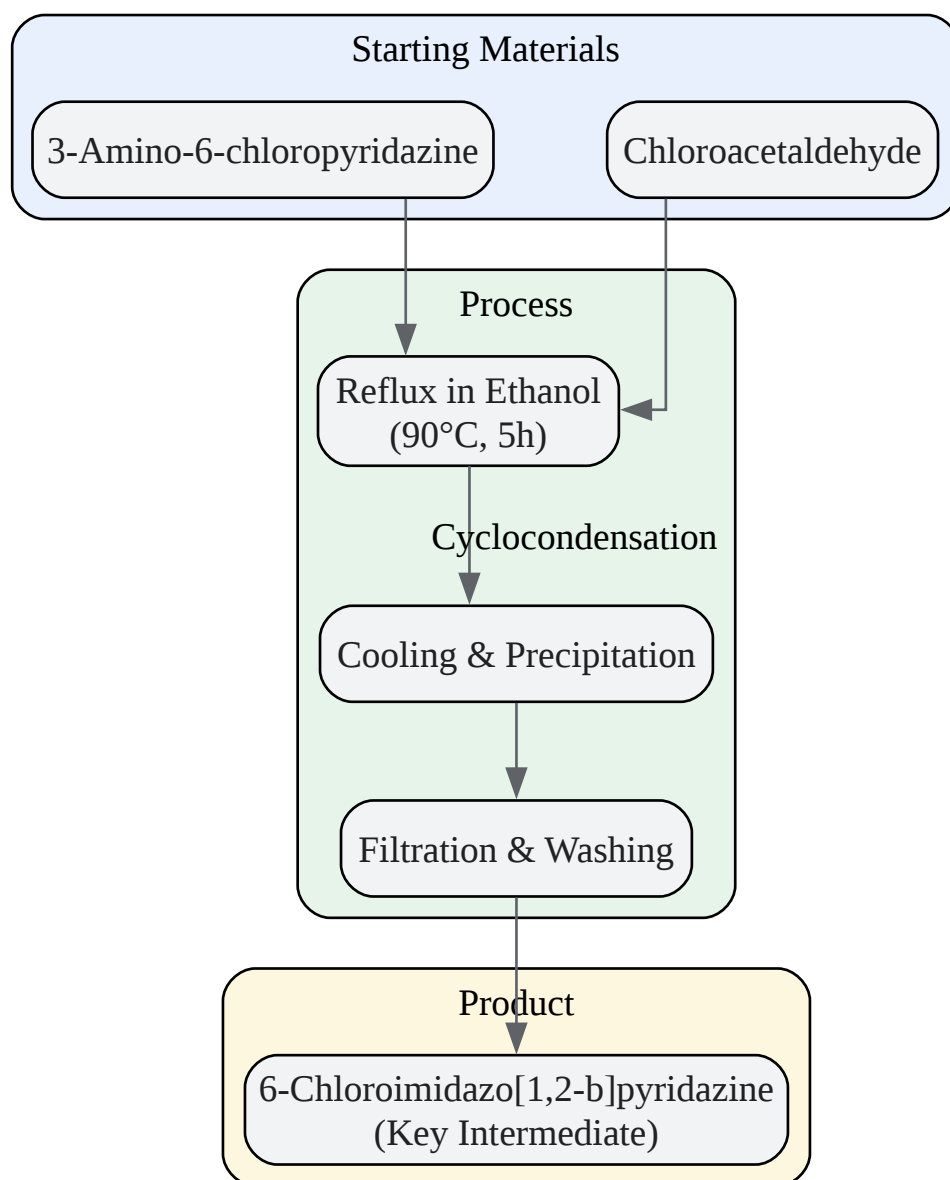 Starting Materials
3-Amino-6-chloropyridazine
Chloroacetaldehyde
Process
Reflux in Ethanol
(90°C, 5h)
Cyclocondensation
Cooling & Precipitation
Filtration & Washing
Product
6-Chloroimidazo[1,2-b]pyridazine
(Key Intermediate)